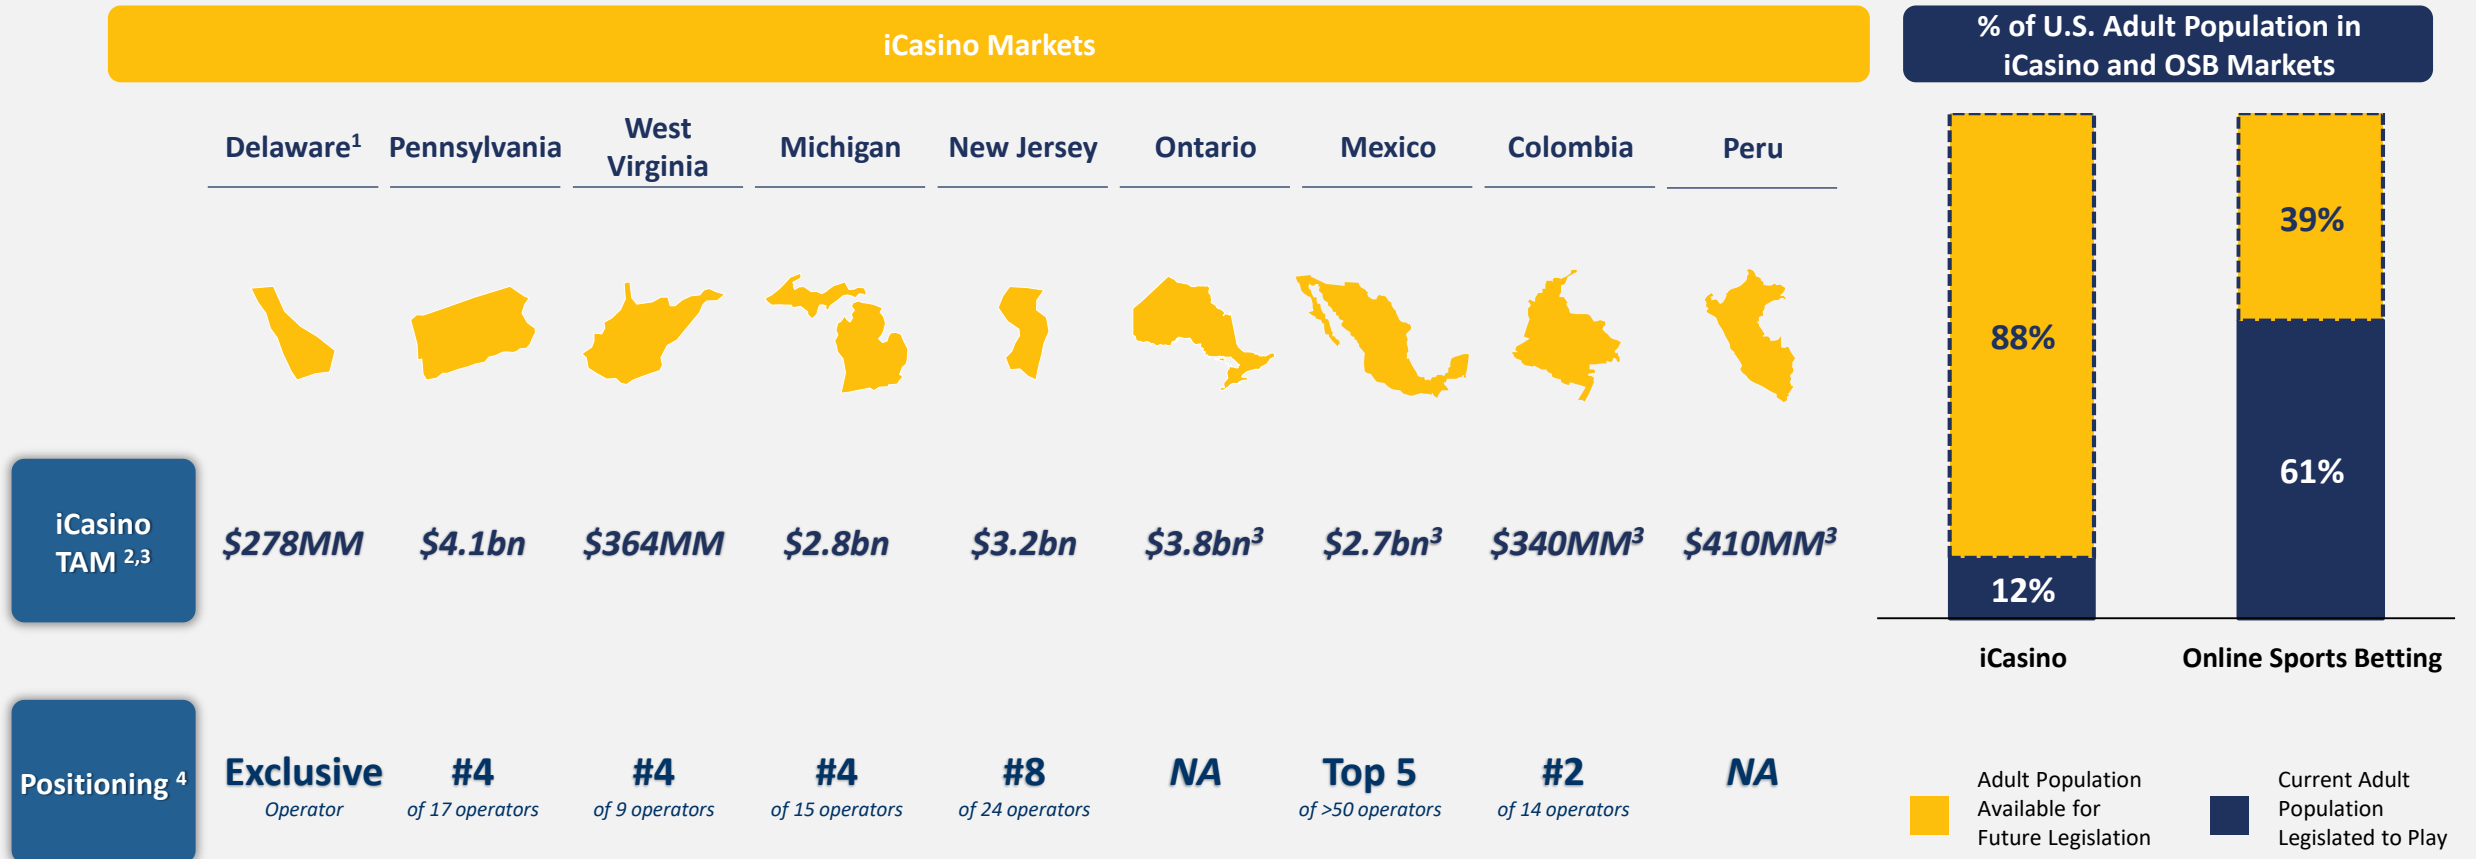 iCasino Markets
% of U.S. Adult Population in
iCasino and OSB Markets
Delaware¹
Pennsylvania
West
Virginia
Michigan
New Jersey
Ontario
Mexico
Colombia
Peru
iCasino
TAM ²,³
$278MM
$4.1bn
$364MM
$2.8bn
$3.2bn
$3.8bn³
$2.7bn³
$340MM³
$410MM³
Positioning ⁴
Exclusive
Operator
#4
of 17 operators
#4
of 9 operators
#4
of 15 operators
#8
of 24 operators
NA
Top 5
of >50 operators
#2
of 14 operators
NA
88%
12%
39%
61%
iCasino
Online Sports Betting
Adult Population
Available for
Future Legislation
Current Adult
Population
Legislated to Play